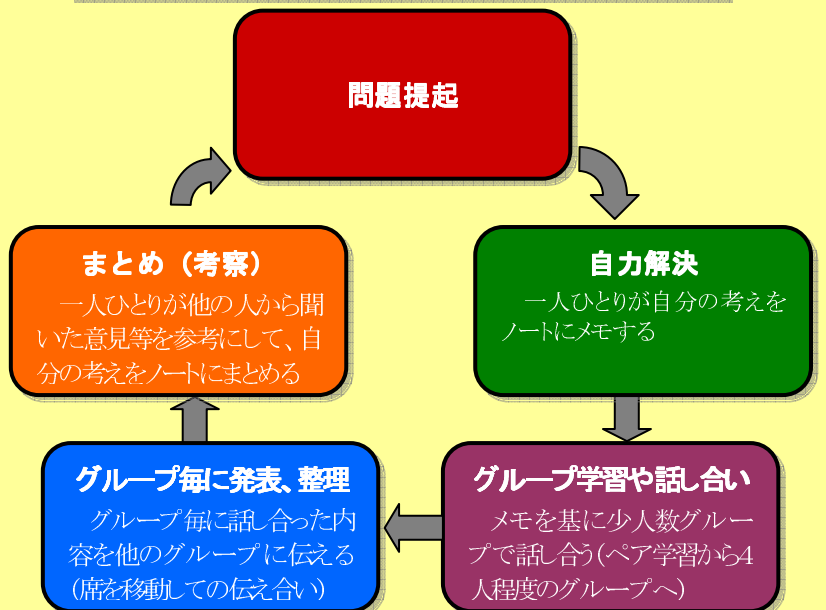 問題提起
自力解決
一人ひとりが自分の考えを
ノートにメモする
グループ学習や話し合い
メモを基に少人数グルー
プで話し合う(ペア学習から4
人程度のグループへ)
グループ毎に発表、整理
グループ毎に話し合った内
容を他のグループに伝える
(席を移動しての伝え合い)
まとめ（考察）
一人ひとりが他の人から聞
いた意見等を参考にして、自
分の考えをノートにまとめる